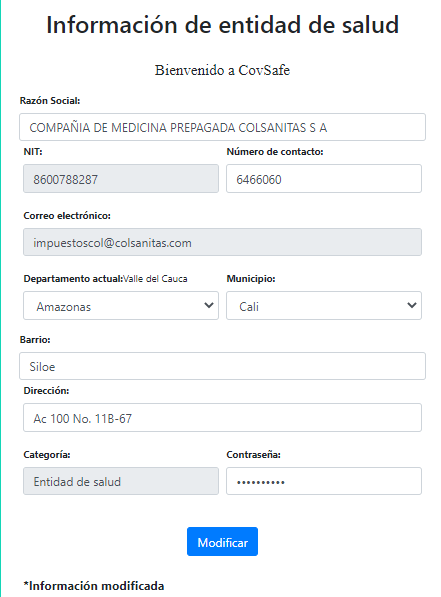 Información de entidad de salud
Bienvenido a CovSafe
Razón Social:
COMPAÑIA DE MEDICINA PREPAGADA COLSANITAS S A
NIT: Número de contacto:
8600788287 6466060
Correo electrónico:
impuestoscol@colsanitas.com
Departamento actual:Valle del Cauca Municipio:
Amazonas Cali
Barrio:
Siloe
Dirección:
Ac 100 No. 11B-67
Categoría: Contraseña:
Entidad de salud ••••••••••
Modificar
*Información modificada